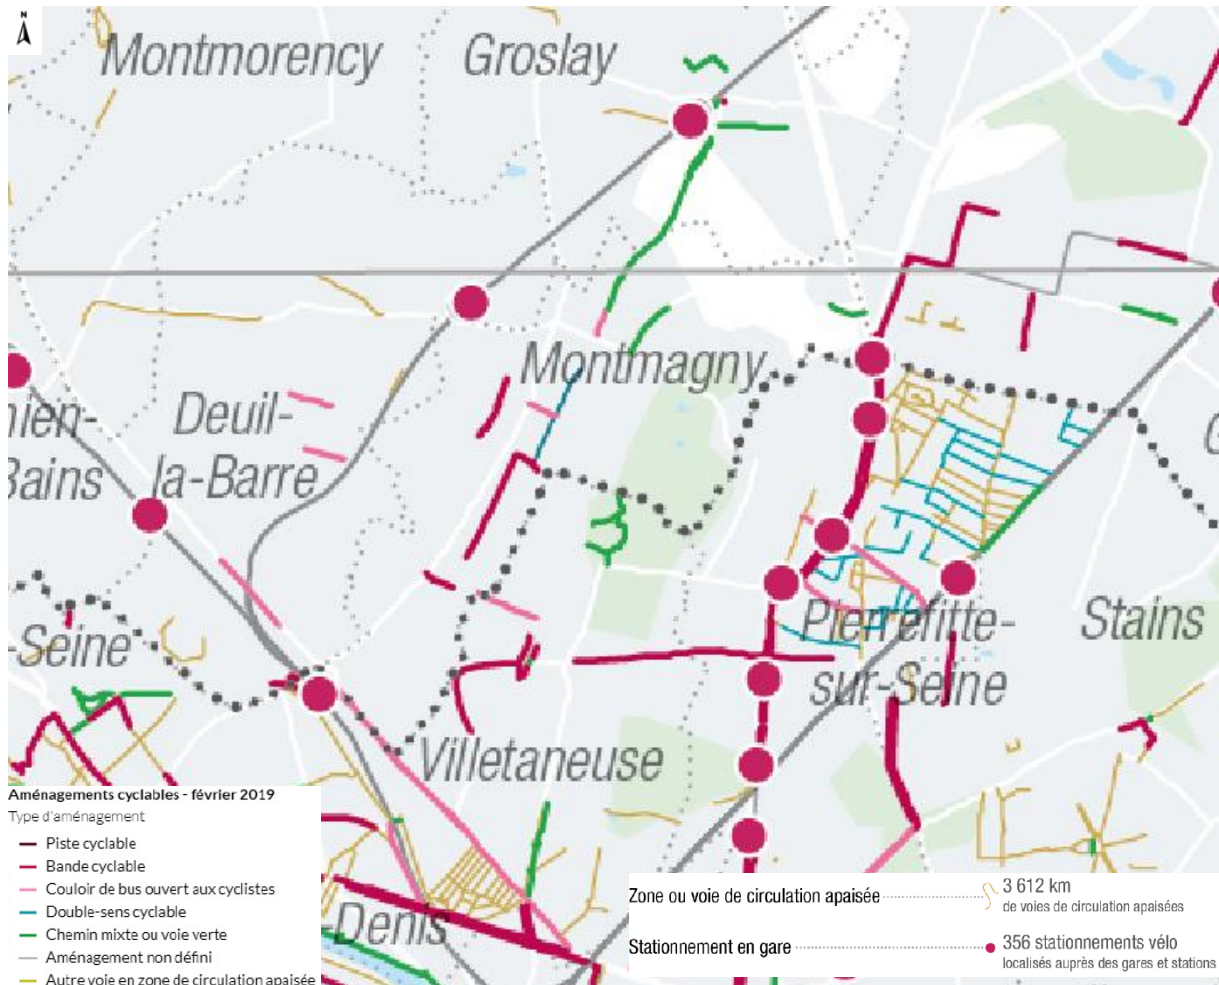 N
Montmorency
Groslay
Montmagny
Deuil-
la-Barre
nien-
Bains
G
-Seine
Pierrefitte-
sur-Seine
Stains
Villetaneuse
-Denis
Aménagements cyclables - février 2019
Type d'aménagement
Piste cyclable
Bande cyclable
Couloir de bus ouvert aux cyclistes
Double-sens cyclable
Chemin mixte ou voie verte
Aménagement non défini
Autre voie en zone de circulation apaisée
Zone ou voie de circulation apaisée
3 612 km
de voies de circulation apaisées
Stationnement en gare
356 stationnements vélo
localisés auprès des gares et stations